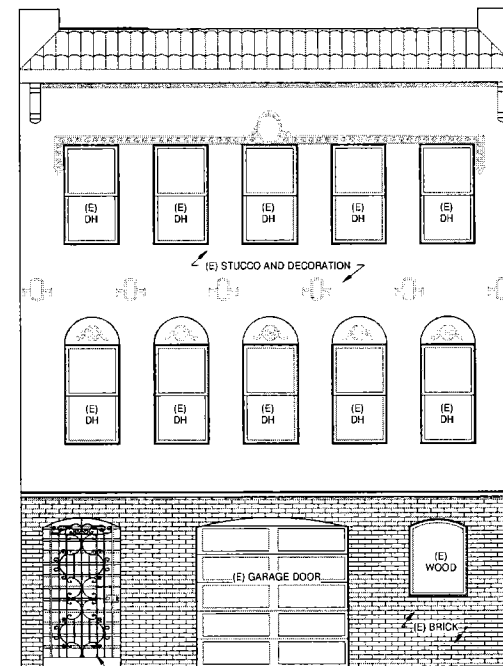 (E)
DH
(E)
DH
(E)
DH
(E)
DH
(E)
DH
(E) STUCCO AND DECORATION
(E)
DH
(E)
DH
(E)
DH
(E)
DH
(E)
DH
(E) GARAGE DOOR
(E)
WOOD
(E) BRICK